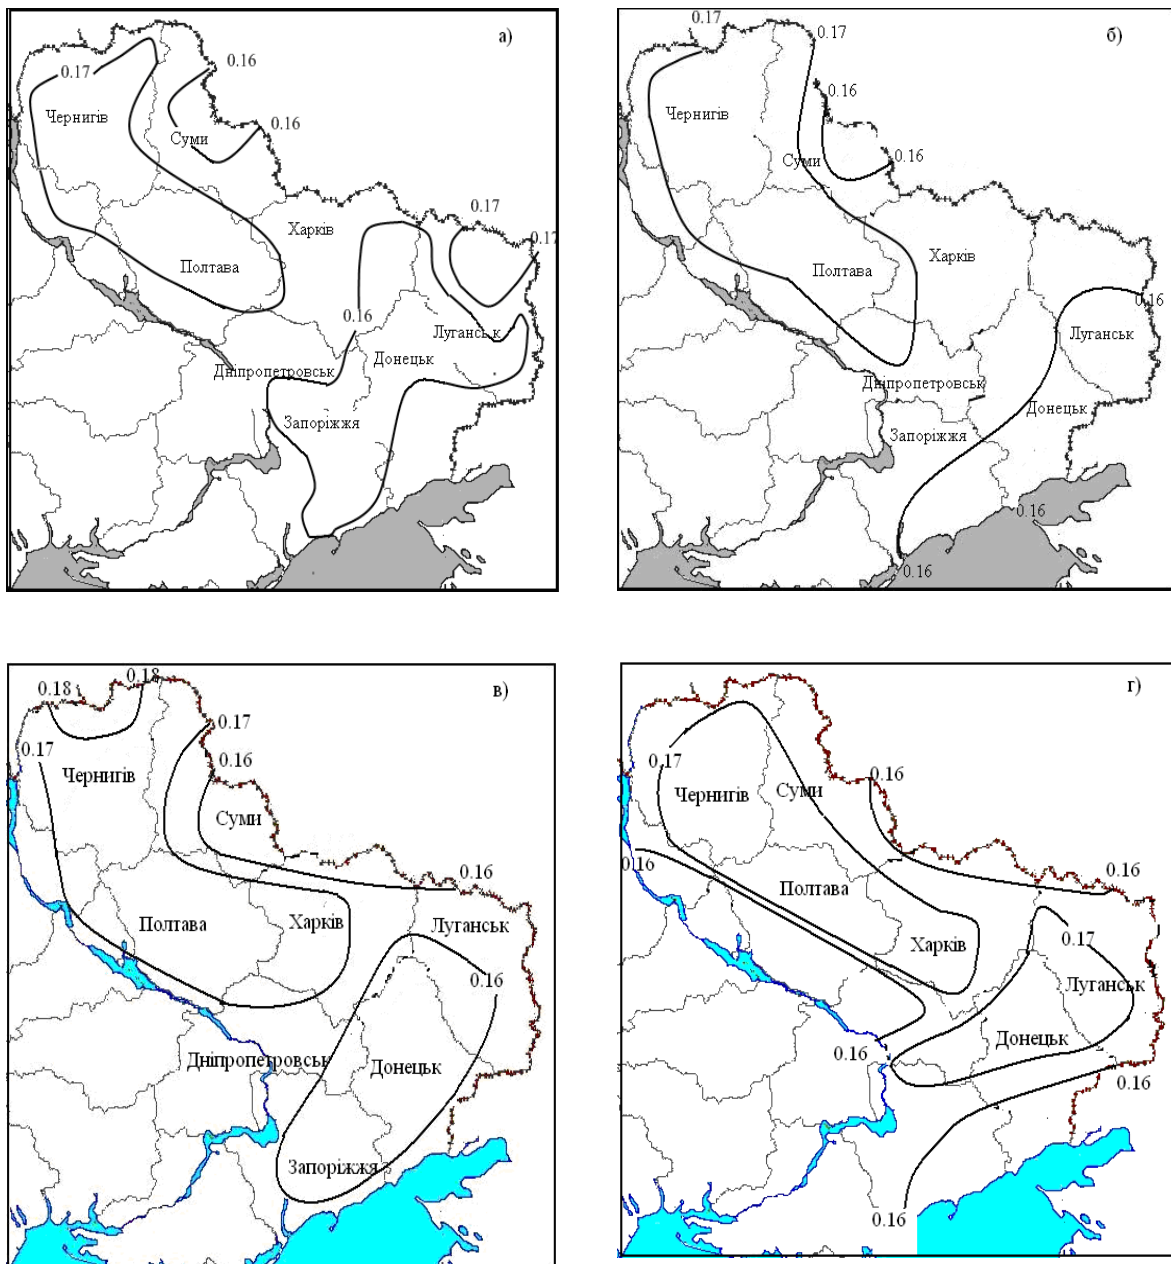 а)
0.17
0.16
Чернигів
0.16
Суми
0.17
0.17
Харків
Полтава
0.16
Луганськ
Донецьк
Дніпропетровськ
Запоріжжя
б)
0.17
0.17
0.16
Чернигів
0.16
Суми
Харків
Полтава
0.16
Луганськ
Дніпропетровськ
Донецьк
Запоріжжя
0.16
0.16
в)
0.18
0.18
0.17
0.17
0.16
Чернигів
Суми
0.16
Полтава
Харків
Луганськ
0.16
Дніпропетровськ
Донецьк
Запоріжжя
г)
0.17
0.16
Чернигів
Суми
0.16
0.16
Полтава
Харків
0.17
Луганськ
Донецьк
0.16
0.16
0.16